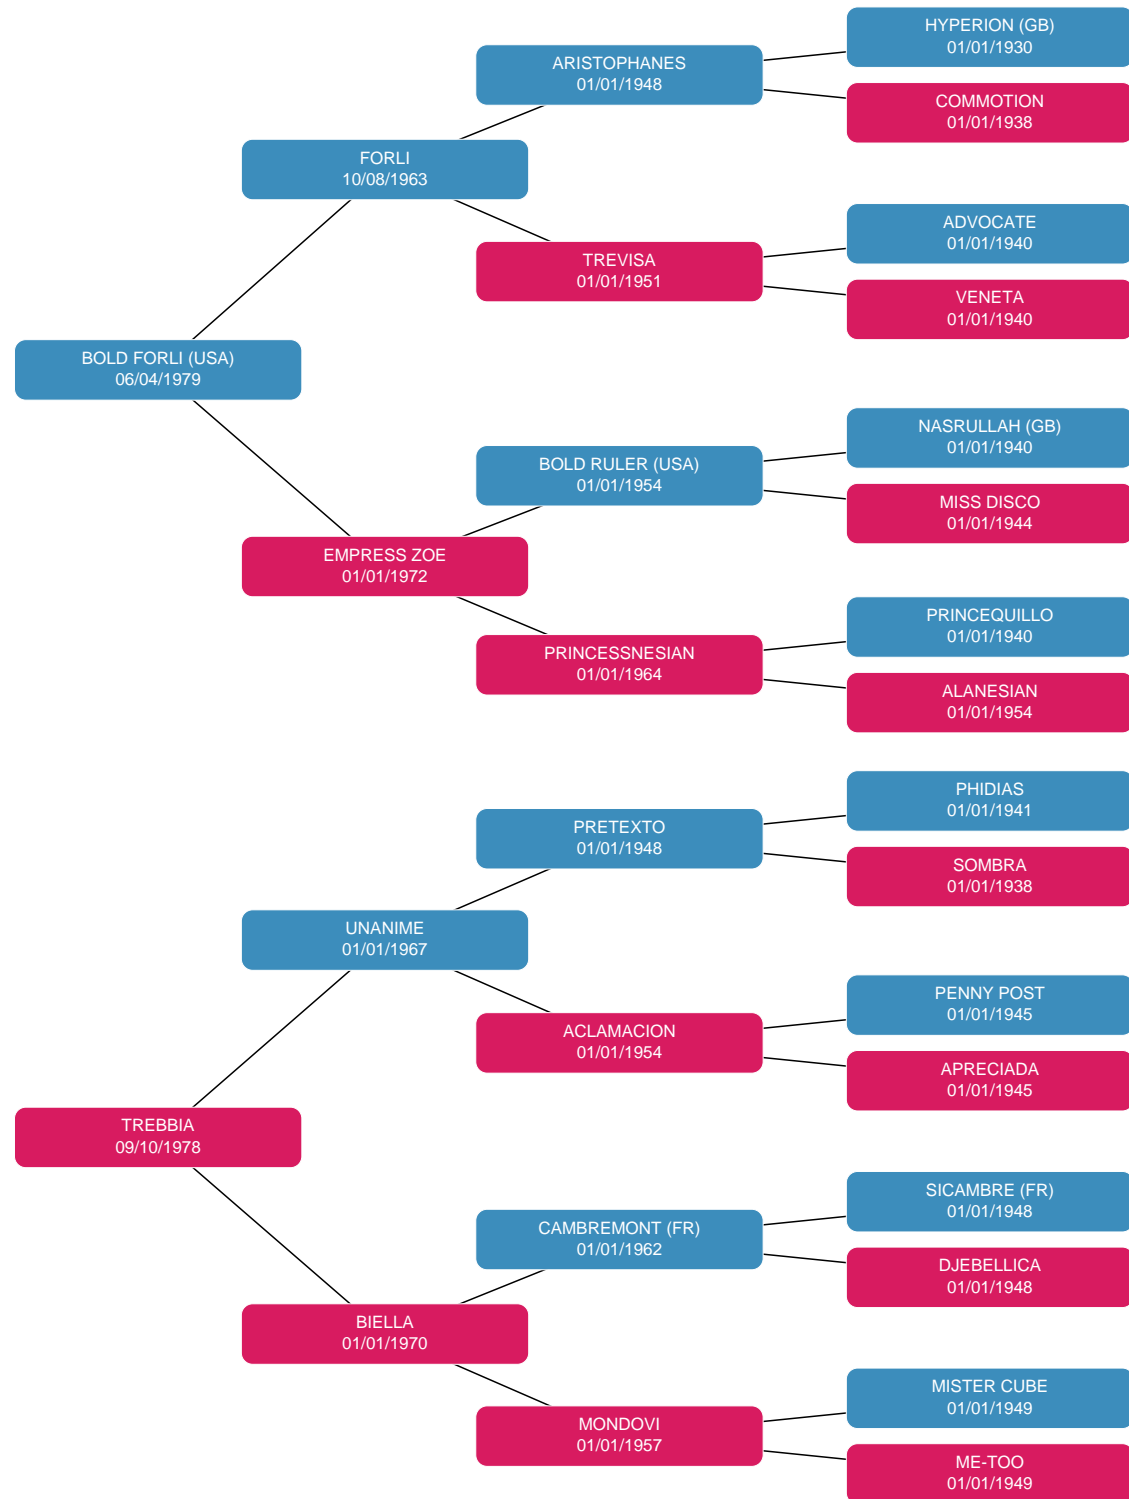 HYPERION (GB)
01/01/1930
ARISTOPHANES
01/01/1948
COMMOTION
01/01/1938
FORLI
10/08/1963
ADVOCATE
01/01/1940
TREVISA
01/01/1951
VENETA
01/01/1940
BOLD FORLI (USA)
06/04/1979
NASRULLAH (GB)
01/01/1940
BOLD RULER (USA)
01/01/1954
MISS DISCO
01/01/1944
EMPRESS ZOE
01/01/1972
PRINCEQUILLO
01/01/1940
PRINCESSNESIAN
01/01/1964
ALANESIAN
01/01/1954
PHIDIAS
01/01/1941
PRETEXTO
01/01/1948
SOMBRA
01/01/1938
UNANIME
01/01/1967
PENNY POST
01/01/1945
ACLAMACION
01/01/1954
APRECIADA
01/01/1945
TREBBIA
09/10/1978
SICAMBRE (FR)
01/01/1948
CAMBREMONT (FR)
01/01/1962
DJEBELLICA
01/01/1948
BIELLA
01/01/1970
MISTER CUBE
01/01/1949
MONDOVI
01/01/1957
ME-TOO
01/01/1949